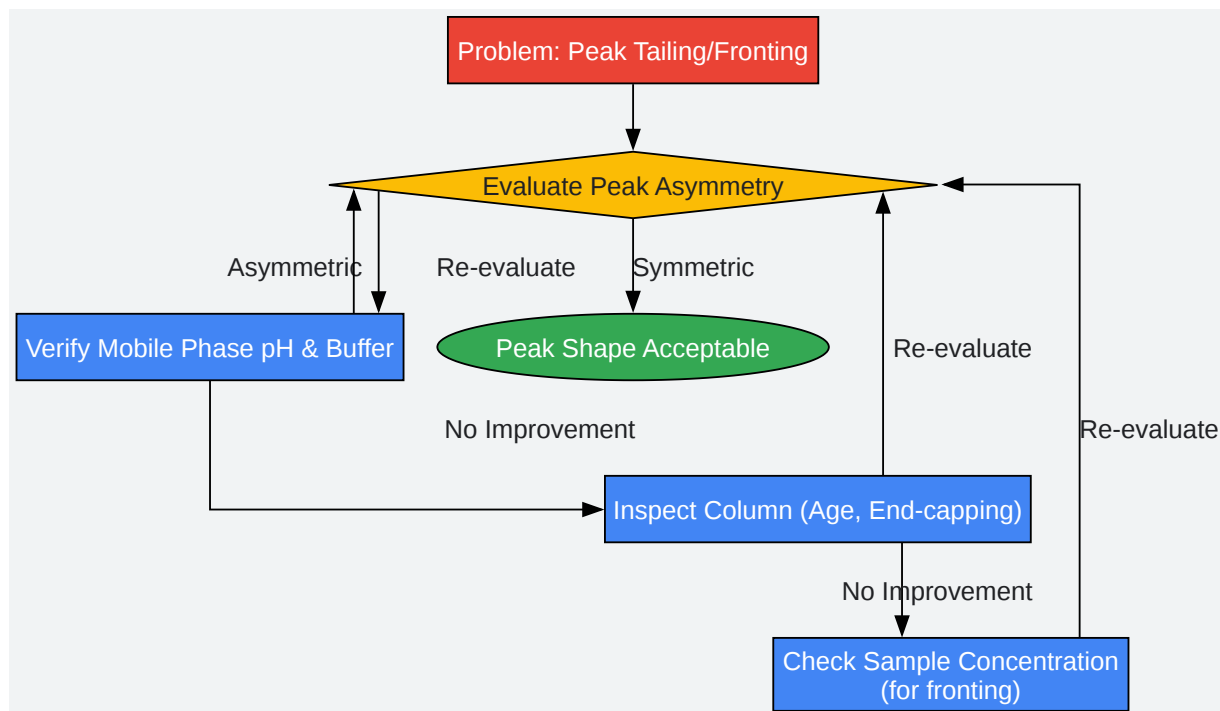 Problem: Peak Tailing/Fronting
Evaluate Peak Asymmetry
Asymmetric
Re-evaluate
Symmetric
Verify Mobile Phase pH & Buffer
Peak Shape Acceptable
Re-evaluate
No Improvement
Re-evaluate
Inspect Column (Age, End-capping)
No Improvement
Check Sample Concentration
(for fronting)